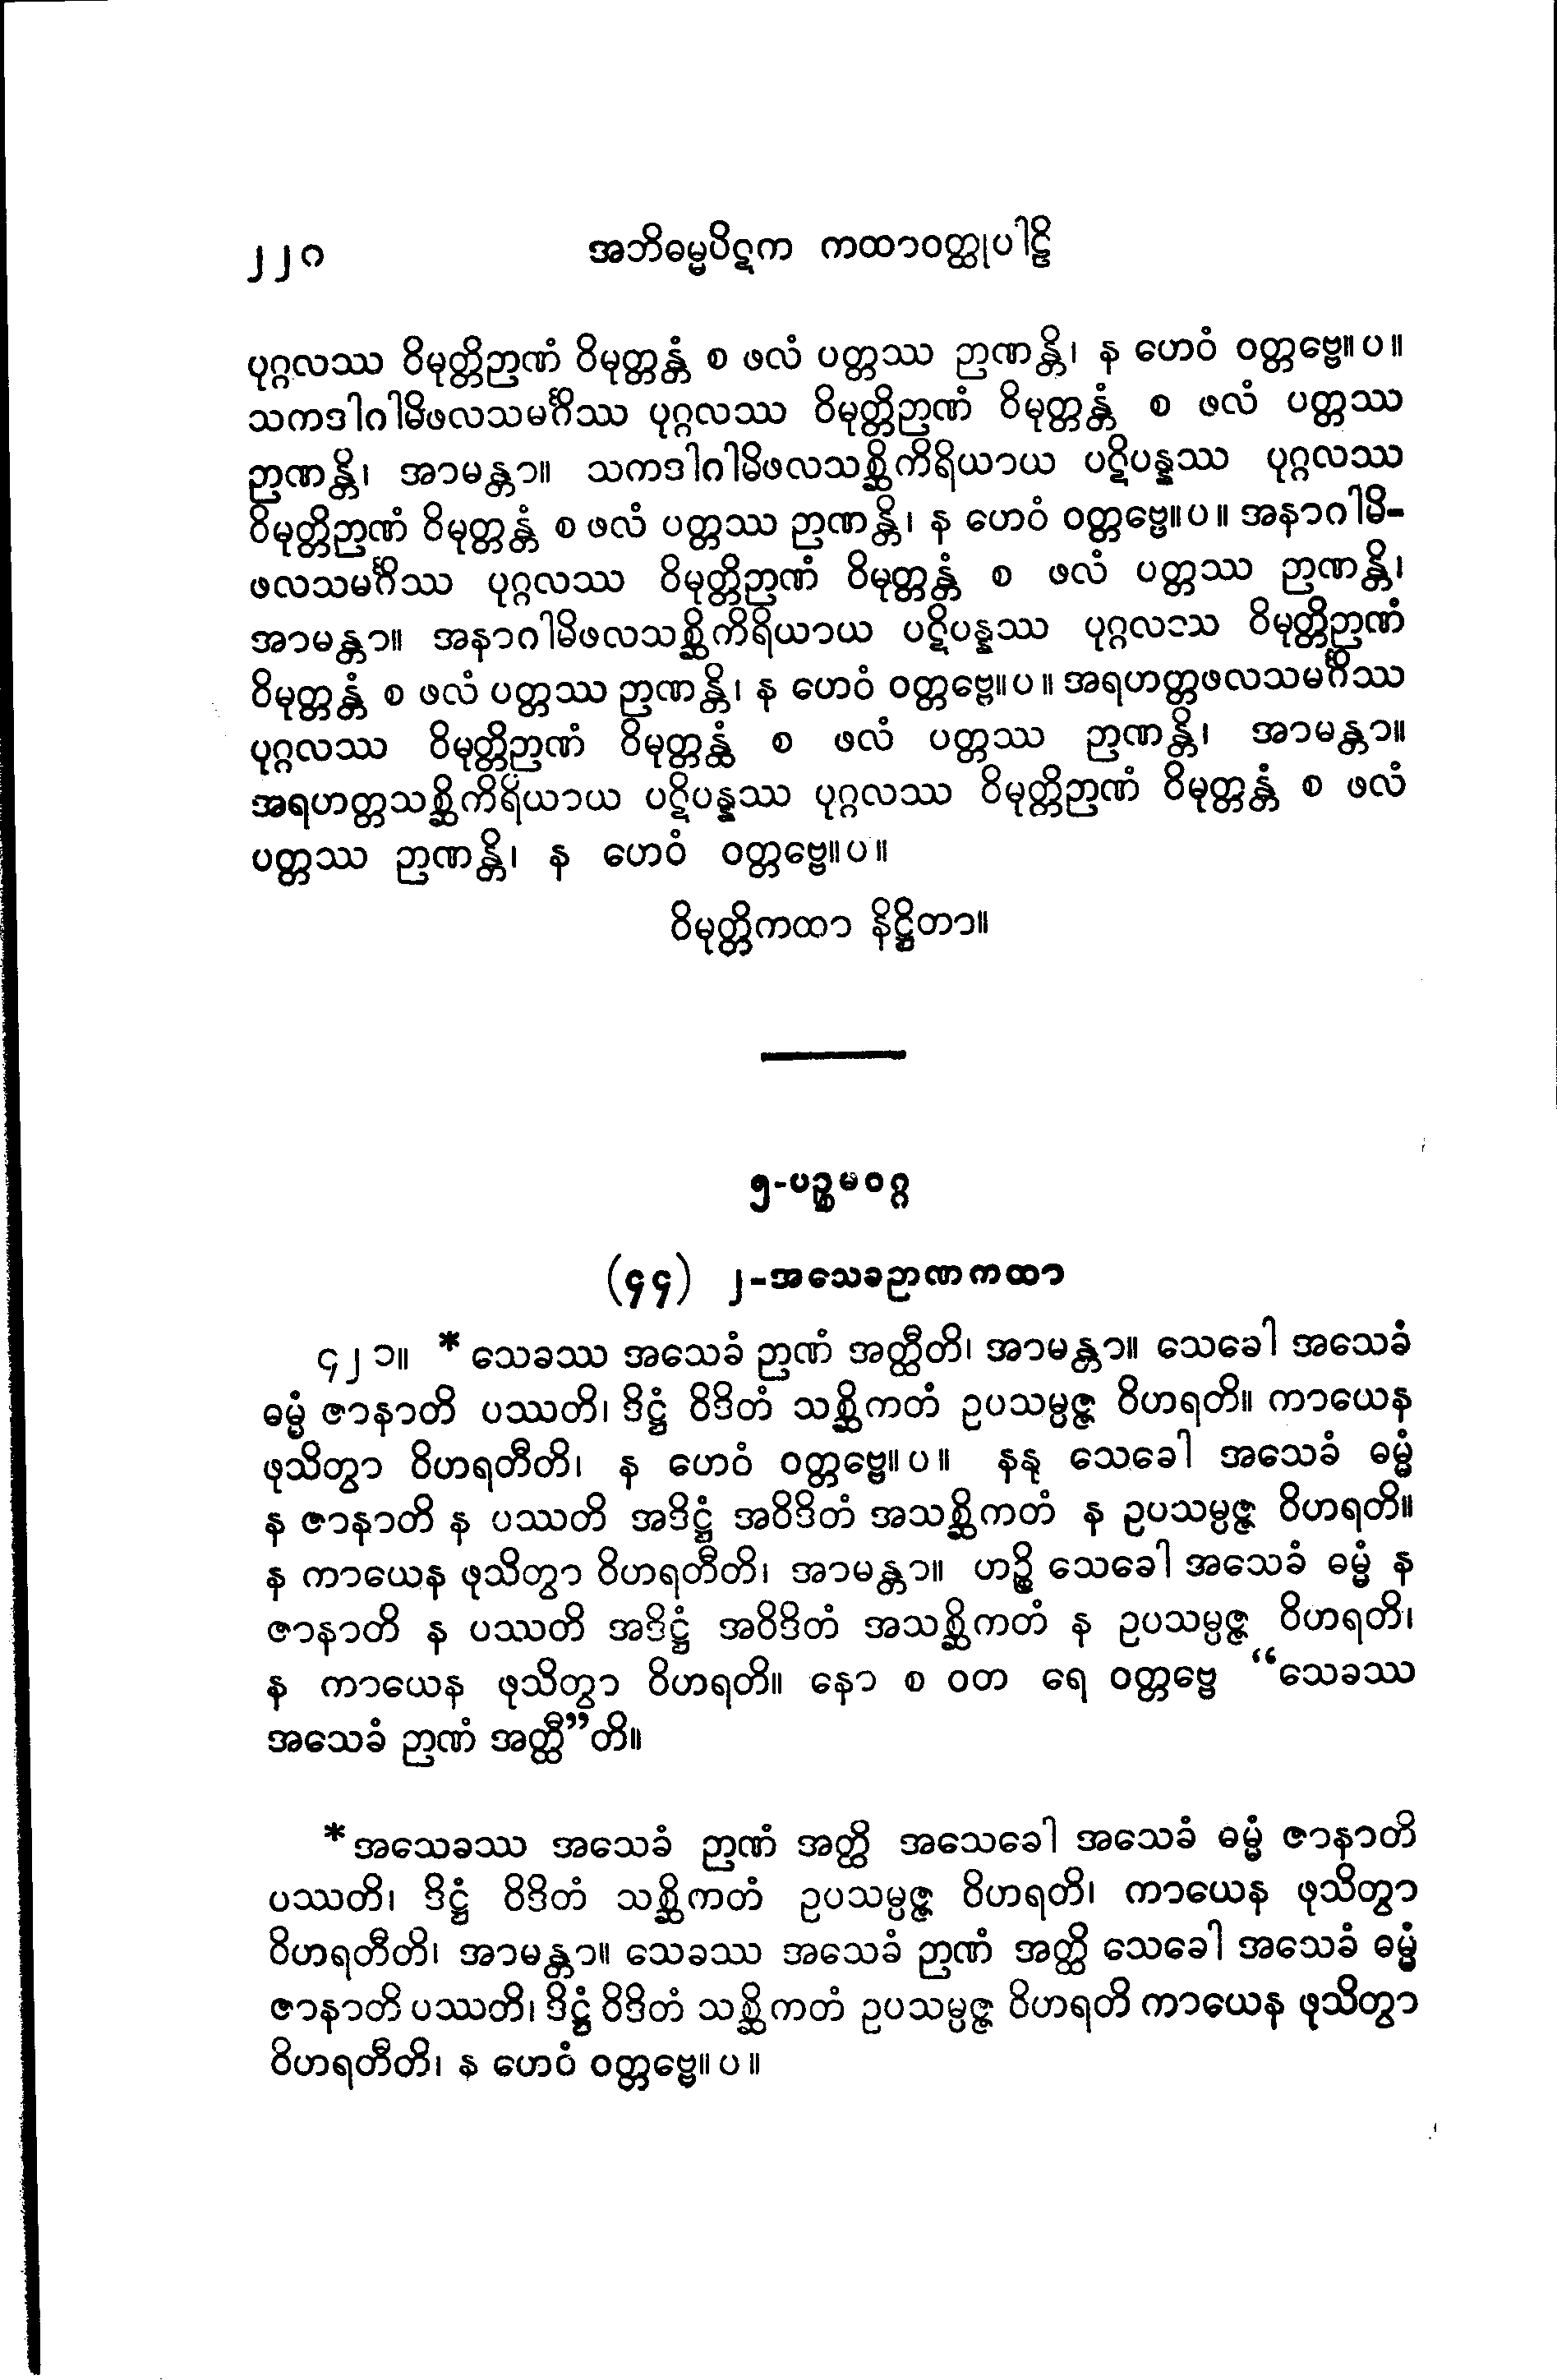 ၂၂၈ အဘိဓမ္မပိဋက ကထာဝတ္ထုပါဠိ
ပုဂ္ဂလဿ ဝိမုတ္တိဉာဏံ ဝိမုတ္တန္တံ စ ဖလံ ပတ္တဿ ဉာဏန္တိ၊ န ဟေဝံ ဝတ္တဗ္ဗေ။ပ။
သကဒါဂါမိဖလသမင်္ဂိဿ ပုဂ္ဂလဿ ဝိမုတ္တိဉာဏံ ဝိမုတ္တန္တံ စ ဖလံ ပတ္တဿ
ဉာဏန္တိ၊ အာမန္တာ။ သကဒါဂါမိဖလသစ္ဆိကိရိယာယ ပဋိပန္နဿ ပုဂ္ဂလဿ
ဝိမုတ္တိဉာဏံ ဝိမုတ္တန္တံ စ ဖလံ ပတ္တဿ ဉာဏန္တိ၊ န ဟေဝံ ဝတ္တဗ္ဗေ။ပ။ အနာဂါမိ-
ဖလသမင်္ဂိဿ ပုဂ္ဂလဿ ဝိမုတ္တိဉာဏံ ဝိမုတ္တန္တံ စ ဖလံ ပတ္တဿ ဉာဏန္တိ၊
အာမန္တာ။ အနာဂါမိဖလသစ္ဆိကိရိယာယ ပဋိပန္နဿ ပုဂ္ဂလဿ ဝိမုတ္တိဉာဏံ
ဝိမုတ္တန္တံ စ ဖလံ ပတ္တဿ ဉာဏန္တိ၊ န ဟေဝံ ဝတ္တဗ္ဗေ။ပ။ အရဟတ္တဖလသမင်္ဂိဿ
ပုဂ္ဂလဿ ဝိမုတ္တိဉာဏံ ဝိမုတ္တန္တံ စ ဖလံ ပတ္တဿ ဉာဏန္တိ၊ အာမန္တာ။
အရဟတ္တသစ္ဆိကိရိယာယ ပဋိပန္နဿ ပုဂ္ဂလဿ ဝိမုတ္တိဉာဏံ ဝိမုတ္တန္တံ စ ဖလံ
ပတ္တဿ ဉာဏန္တိ၊ န ဟေဝံ ဝတ္တဗ္ဗေ။ပ။
ဝိမုတ္တိကထာ နိဋ္ဌိတာ။
၅-ပဉ္စမဝဂ္ဂ
(၄၄) ၂-အသေခဉာဏကထာ
၄၂၁။ * သေခဿ အသေခံ ဉာဏံ အတ္ထီတိ၊ အာမန္တာ။ သေခေါ အသေခံ
ဓမ္မံ ဇာနာတိ ပဿတိ၊ ဒိဋ္ဌံ ဝိဒိတံ သစ္ဆိကတံ ဥပသမ္ပဇ္ဇ ဝိဟရတိ။ ကာယေန
ဖုသိတွာ ဝိဟရတီတိ၊ န ဟေဝံ ဝတ္တဗ္ဗေ။ပ။ နနု သေခေါ အသေခံ ဓမ္မံ
န ဇာနာတိ န ပဿတိ အဒိဋ္ဌံ အဝိဒိတံ အသစ္ဆိကတံ န ဥပသမ္ပဇ္ဇ ဝိဟရတိ။
န ကာယေန ဖုသိတွာ ဝိဟရတီတိ၊ အာမန္တာ။ ဟဉ္စိ သေခေါ အသေခံ ဓမ္မံ န
ဇာနာတိ န ပဿတိ အဒိဋ္ဌံ အဝိဒိတံ အသစ္ဆိကတံ န ဥပသမ္ပဇ္ဇ ဝိဟရတိ၊
န ကာယေန ဖုသိတွာ ဝိဟရတိ။ နော စ ဝတ ရေ ဝတ္တဗ္ဗေ “သေခဿ
အသေခံ ဉာဏံ အတ္ထီ”တိ။
* အသေခဿ အသေခံ ဉာဏံ အတ္ထိ အသေခေါ အသေခံ ဓမ္မံ ဇာနာတိ
ပဿတိ၊ ဒိဋ္ဌံ ဝိဒိတံ သစ္ဆိကတံ ဥပသမ္ပဇ္ဇ ဝိဟရတိ၊ ကာယေန ဖုသိတွာ
ဝိဟရတီတိ၊ အာမန္တာ။ သေခဿ အသေခံ ဉာဏံ အတ္ထိ သေခေါ အသေခံ ဓမ္မံ
ဇာနာတိ ပဿတိ၊ ဒိဋ္ဌံ ဝိဒိတံ သစ္ဆိကတံ ဥပသမ္ပဇ္ဇ ဝိဟရတိ ကာယေန ဖုသိတွာ
ဝိဟရတီတိ၊ န ဟေဝံ ဝတ္တဗ္ဗေ။ပ။